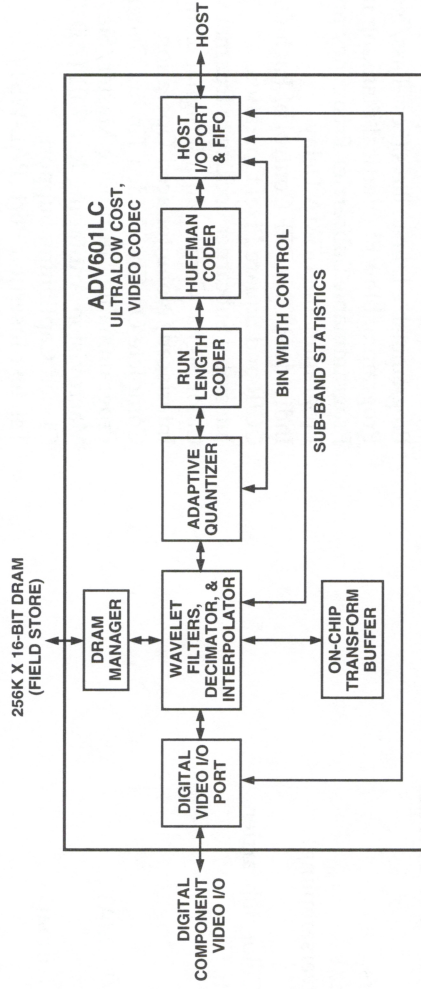 256K X 16-BIT DRAM
(FIELD STORE)
ADV601LC
ULTRALOW COST,
VIDEO CODEC
DRAM
MANAGER
DIGITAL
COMPONENT
VIDEO I/O
DIGITAL
VIDEO I/O
PORT
WAVELET
FILTERS,
DECIMATOR, &
INTERPOLATOR
ADAPTIVE
QUANTIZER
RUN
LENGTH
CODER
HUFFMAN
CODER
HOST
I/O PORT
& FIFO
HOST
BIN WIDTH CONTROL
SUB-BAND STATISTICS
ON-CHIP
TRANSFORM
BUFFER